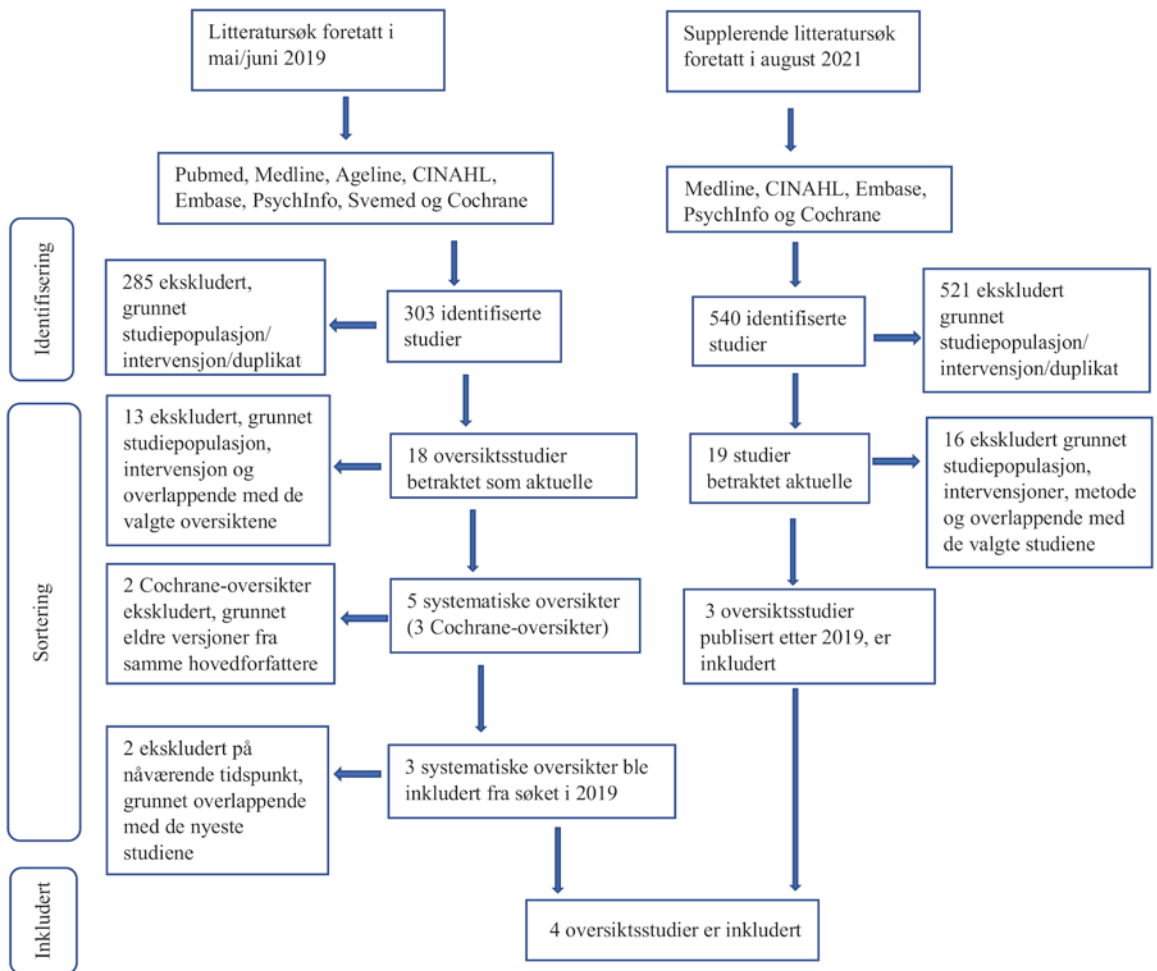 Litteratursøk foretatt i
mai/juni 2019
Supplerende litteratursøk
foretatt i august 2021
Pubmed, Medline, Ageline, CINAHL,
Embase, PsychInfo, Svemed og Cochrane
Medline, CINAHL, Embase,
PsychInfo og Cochrane
Identifisering
285 ekskludert,
grunnet
studiepopulasjon/
intervensjon/duplikat
303 identifiserte
studier
540 identifiserte
studier
521 ekskludert
grunnet
studiepopulasjon/
intervensjon/duplikat
Sortering
13 ekskludert, grunnet
studiepopulasjon,
intervensjon og
overlappende med de
valgte oversiktene
18 oversiktsstudier
betraktet som aktuelle
19 studier
betraktet aktuelle
16 ekskludert grunnet
studiepopulasjon,
intervensjoner, metode
og overlappende med
de valgte studiene
2 Cochrane-oversikter
ekskludert, grunnet
eldre versjoner fra
samme hovedforfattere
5 systematiske oversikter
(3 Cochrane-oversikter)
3 oversiktsstudier
publisert etter 2019, er
inkludert
2 ekskludert på
nåværende tidspunkt,
grunnet overlappende
med de nyeste
studiene
3 systematiske oversikter ble
inkludert fra søket i 2019
Inkludert
4 oversiktsstudier er inkludert